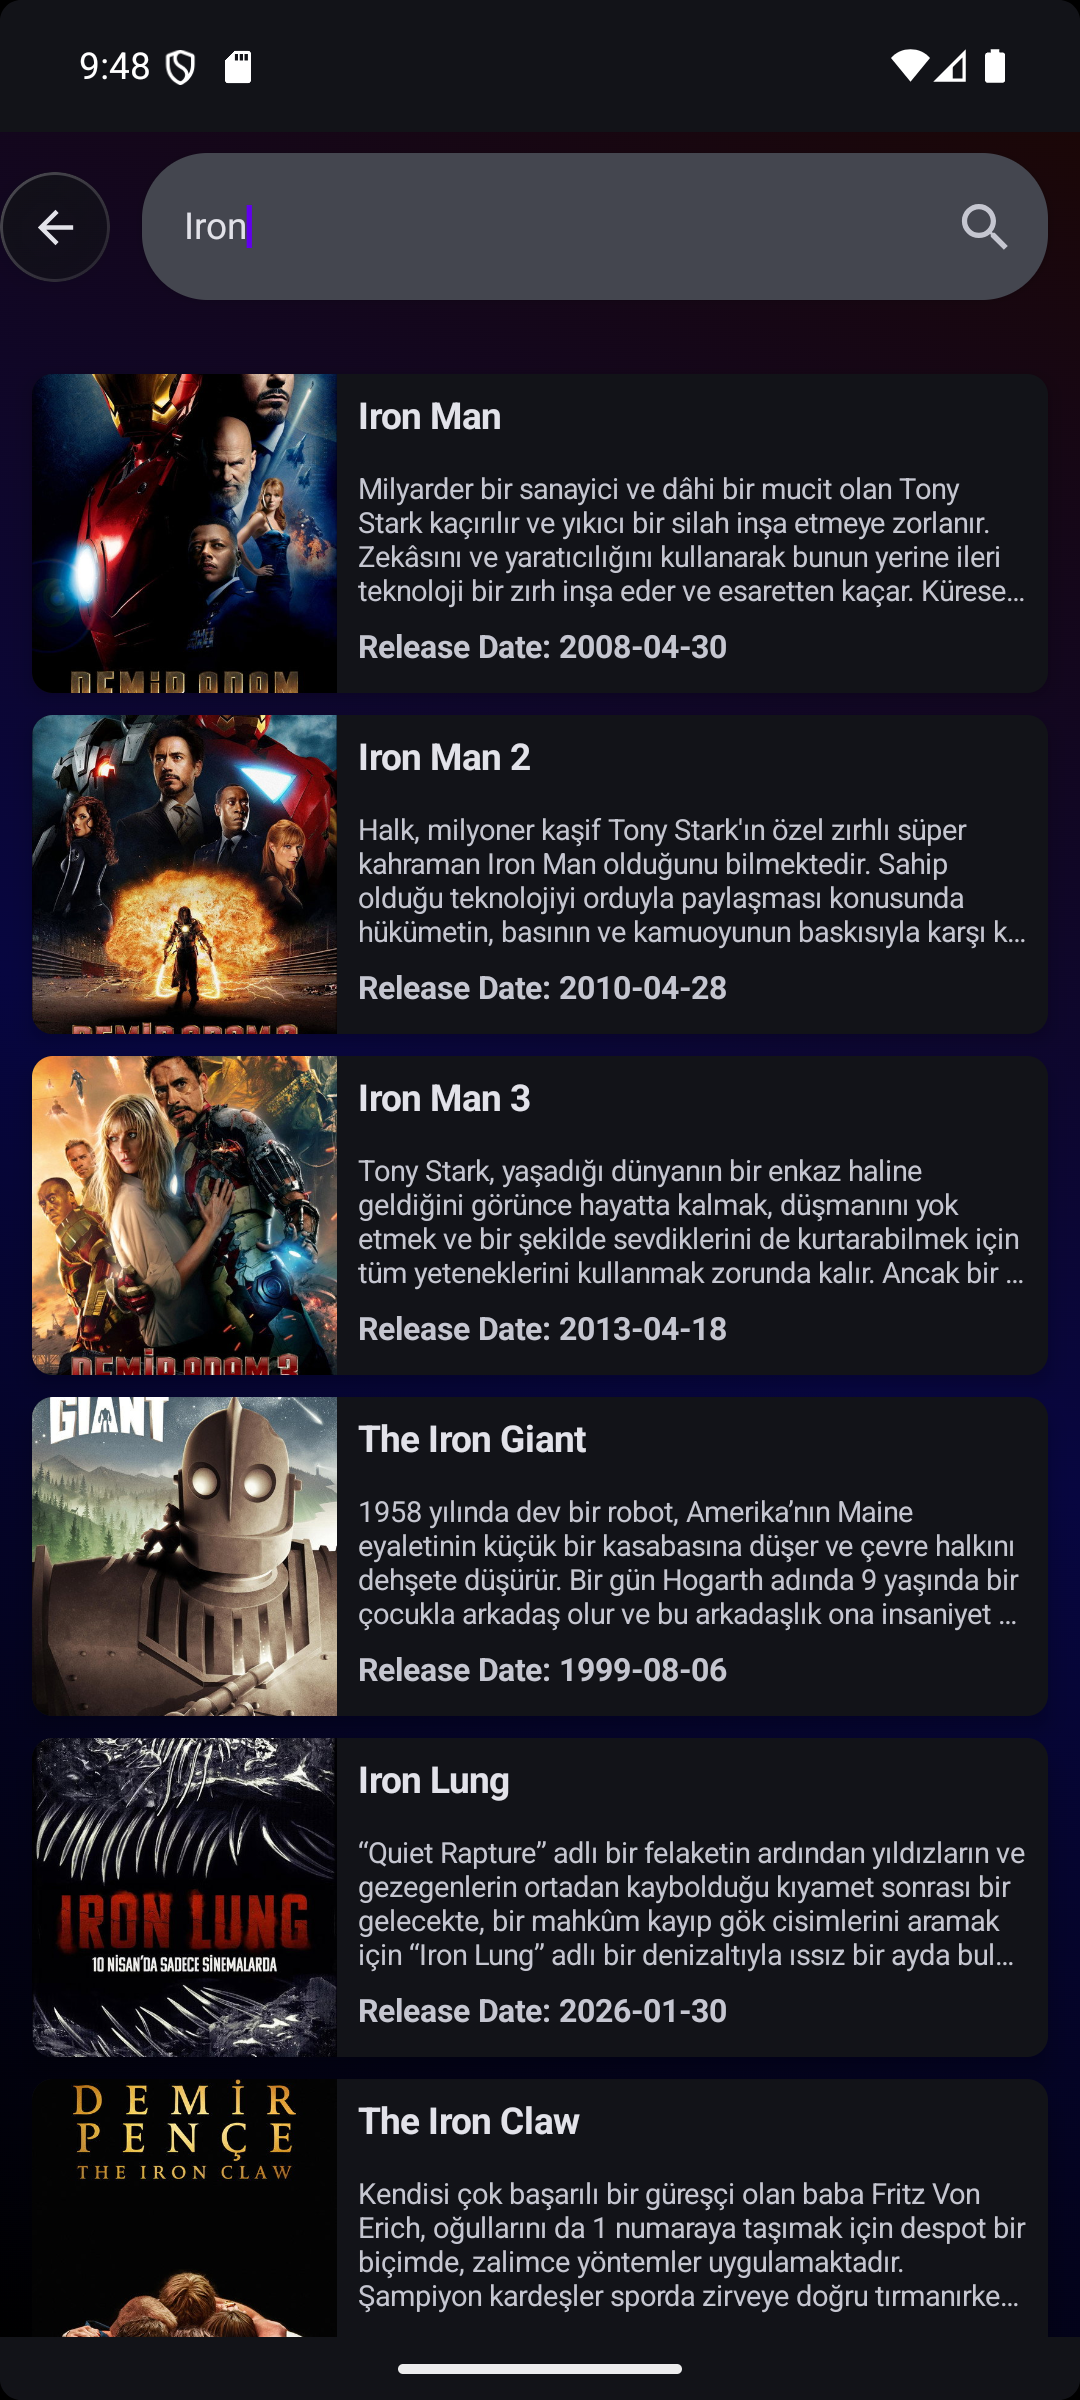 9:48
Iron
Iron Man
Milyarder bir sanayici ve dâhi bir mucit olan Tony
Stark kaçırılır ve yıkıcı bir silah inşa etmeye zorlanır.
Zekâsını ve yaratıcılığını kullanarak bunun yerine ileri
teknoloji bir zırh inşa eder ve esaretten kaçar. Kürese...
Release Date: 2008-04-30
DEMİR ADAM
Iron Man 2
Halk, milyoner kaşif Tony Stark'ın özel zırhlı süper
kahraman Iron Man olduğunu bilmektedir. Sahip
olduğu teknolojiyi orduyla paylaşması konusunda
hükümetin, basının ve kamuoyunun baskısıyla karşı k...
Release Date: 2010-04-28
DEMİR ADAM 2
Iron Man 3
Tony Stark, yaşadığı dünyanın bir enkaz haline
geldiğini görünce hayatta kalmak, düşmanını yok
etmek ve bir şekilde sevdiklerini de kurtarabilmek için
tüm yeteneklerini kullanmak zorunda kalır. Ancak bir ...
Release Date: 2013-04-18
DEMİR ADAM 3
GIANT
The Iron Giant
1958 yılında dev bir robot, Amerika’nın Maine
eyaletinin küçük bir kasabasına düşer ve çevre halkını
dehşete düşürür. Bir gün Hogarth adında 9 yaşında bir
çocukla arkadaş olur ve bu arkadaşlık ona insaniyet ...
Release Date: 1999-08-06
Iron Lung
“Quiet Rapture” adlı bir felaketin ardından yıldızların ve
gezegenlerin ortadan kaybolduğu kıyamet sonrası bir
gelecekte, bir mahkûm kayıp gök cisimlerini aramak
için “Iron Lung” adlı bir denizaltıyla ıssız bir ayda bul...
Release Date: 2026-01-30
IRON LUNG
10 NİSAN'DA SADECE SİNEMALARDA
DEMİR
PENÇE
THE IRON CLAW
The Iron Claw
Kendisi çok başarılı bir güreşçi olan baba Fritz Von
Erich, oğullarını da 1 numaraya taşımak için despot bir
biçimde, zalimce yöntemler uygulamaktadır.
Şampiyon kardeşler sporda zirveye doğru tırmanırke...